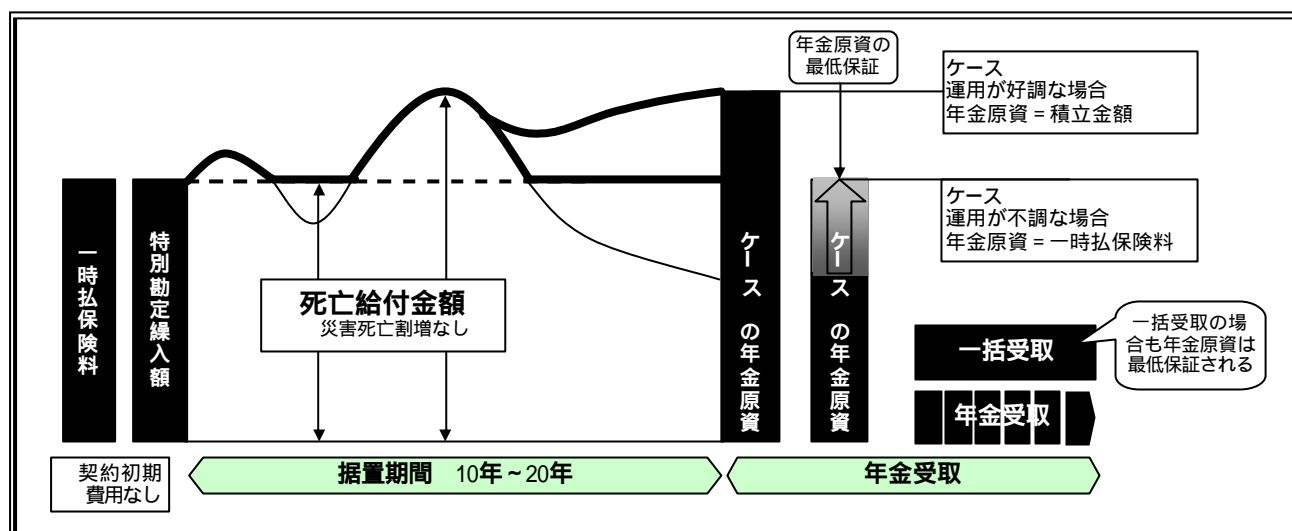 年金原資の
最低保証
ケース
運用が好調な場合
年金原資 = 積立金額
ケース
運用が不調な場合
年金原資 = 一時払保険料
一時払保険料
特別勘定繰入額
死亡給付金額
災害死亡割増なし
ケース の年金原資
ケース の年金原資
一括受取の場
合も年金原資は
最低保証される
一括受取
年金受取
契約初期
費用なし
据置期間 10年~20年
年金受取